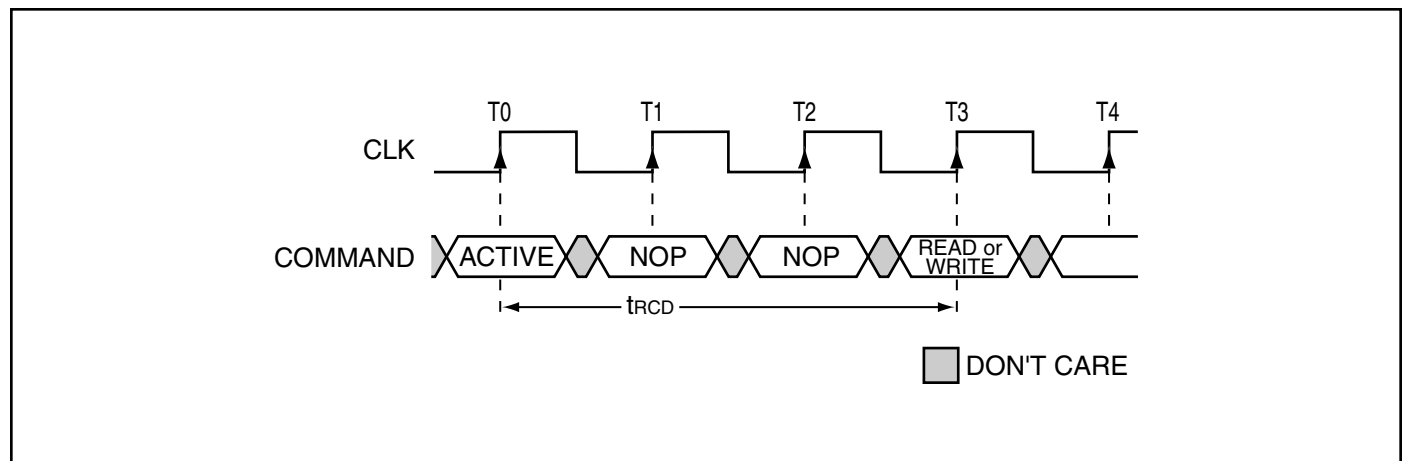 T0 T1 T2 T3 T4
CLK
COMMAND ACTIVE NOP NOP READ or
WRITE
tRCD
DON'T CARE